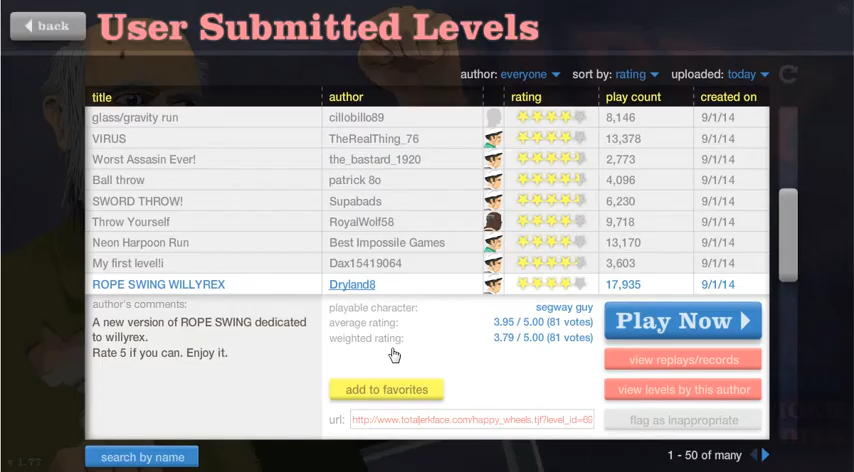 back
User Submitted Levels
author: everyone sort by: rating uploaded: today
title author rating play count created on
glass/gravity run cillobillo89 8,146 9/1/14
VIRUS TheRealThing_76 13,378 9/1/14
Worst Assasin Ever! the_bastard_1920 2,773 9/1/14
Ball throw patrick 8o 4,096 9/1/14
SWORD THROW! Supabads 6,230 9/1/14
Throw Yourself RoyalWolf58 9,718 9/1/14
Neon Harpoon Run Best Impossile Games 13,170 9/1/14
My first level!i Dax15419064 3,603 9/1/14
ROPE SWING WILLYREX Dryland8 17,935 9/1/14
author's comments:
A new version of ROPE SWING dedicated
to willyrex.
Rate 5 if you can. Enjoy it.
playable character: segway guy
average rating: 3.95 / 5.00 (81 votes)
weighted rating: 3.79 / 5.00 (81 votes)
add to favorites
url: http://www.totaljerkface.com/happy_wheels.tjf?level_id=69
Play Now
view replays/records
view levels by this author
flag as inappropriate
search by name
1 - 50 of many
v 1.77